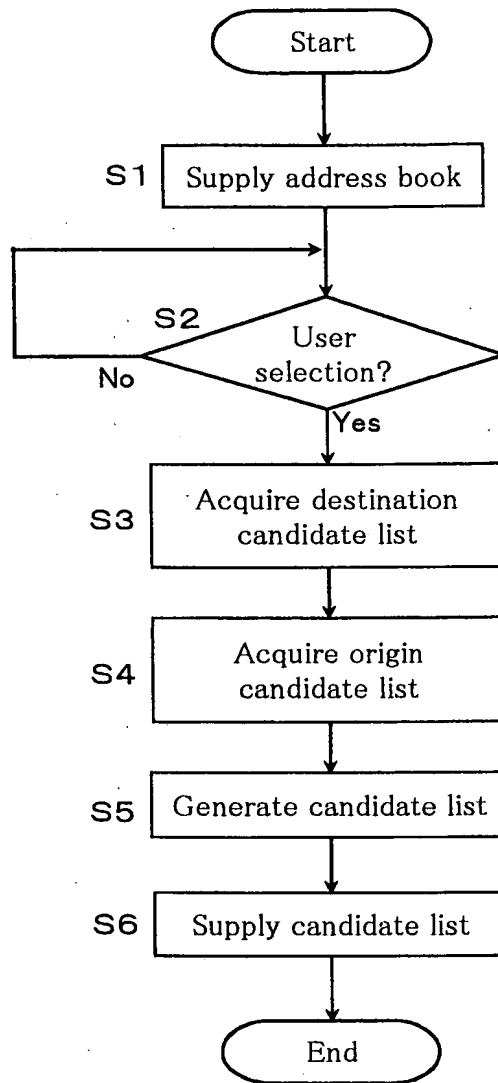 Start
S1
Supply address book
S2
User
selection?
No
Yes
S3
Acquire destination
candidate list
S4
Acquire origin
candidate list
S5
Generate candidate list
S6
Supply candidate list
End